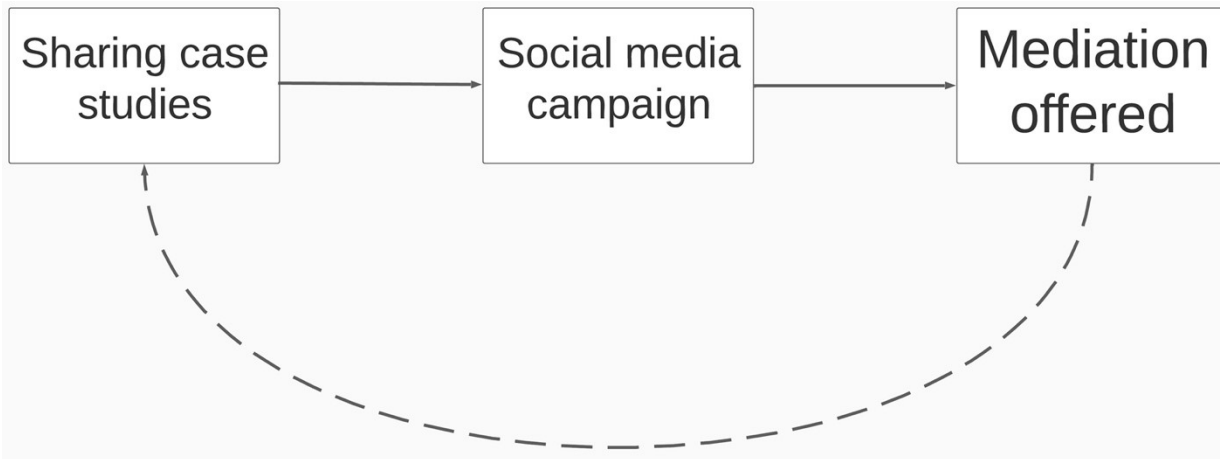 Sharing case
studies
Social media
campaign
Mediation
offered